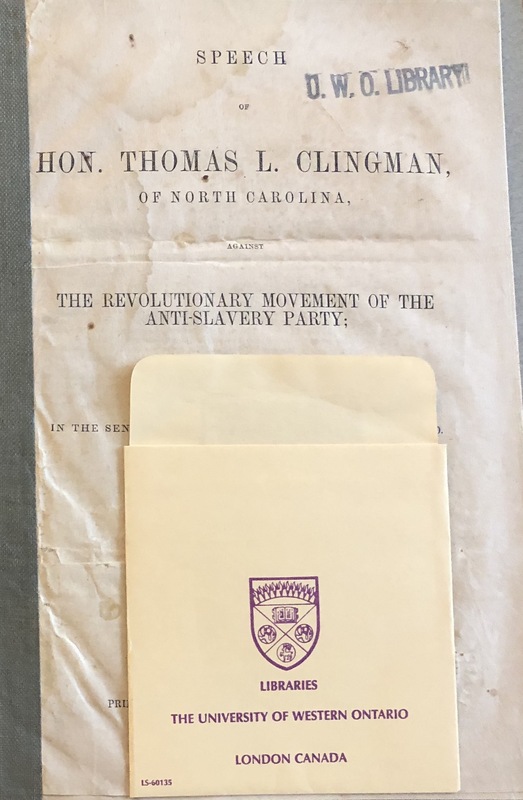 SPEECH
U. W. O. LIBRARY
OF
HON. THOMAS L. CLINGMAN,
OF NORTH CAROLINA,
AGAINST
THE REVOLUTIONARY MOVEMENT OF THE
ANTI-SLAVERY PARTY;
IN THE SEN
LIBRARIES
THE UNIVERSITY OF WESTERN ONTARIO
PRI
LONDON CANADA
LS-60135